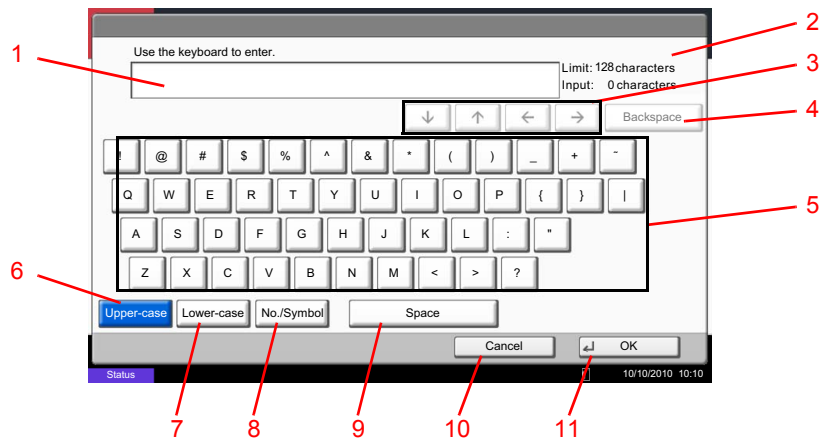 2
Use the keyboard to enter.
1
Limit: 128 characters
3
Input: 0 characters
↓ ↑ ← → Backspace
4
! @ # $ % ^ & * ( ) _ + ~
Q W E R T Y U I O P { } |
5
A S D F G H J K L : "
Z X C V B N M < > ?
6
Upper-case Lower-case No./Symbol Space
Cancel OK
Status 10/10/2010 10:10
7 8 9 10 11